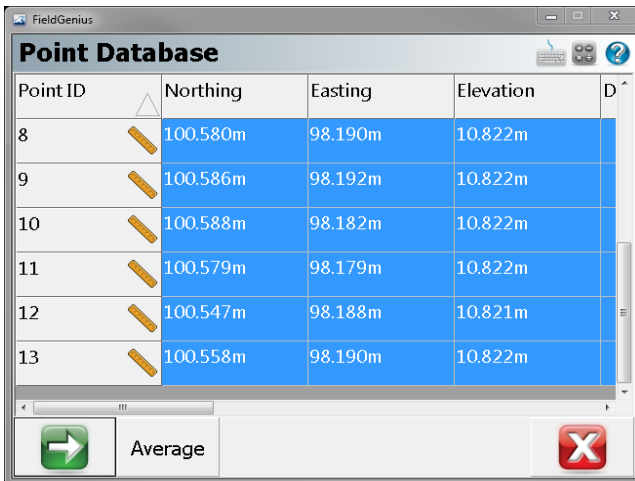 FieldGenius
Point Database
Point ID Northing Easting Elevation D
8 100.580m 98.190m 10.822m
9 100.586m 98.192m 10.822m
10 100.588m 98.182m 10.822m
11 100.579m 98.179m 10.822m
12 100.547m 98.188m 10.821m
13 100.558m 98.190m 10.822m
Average